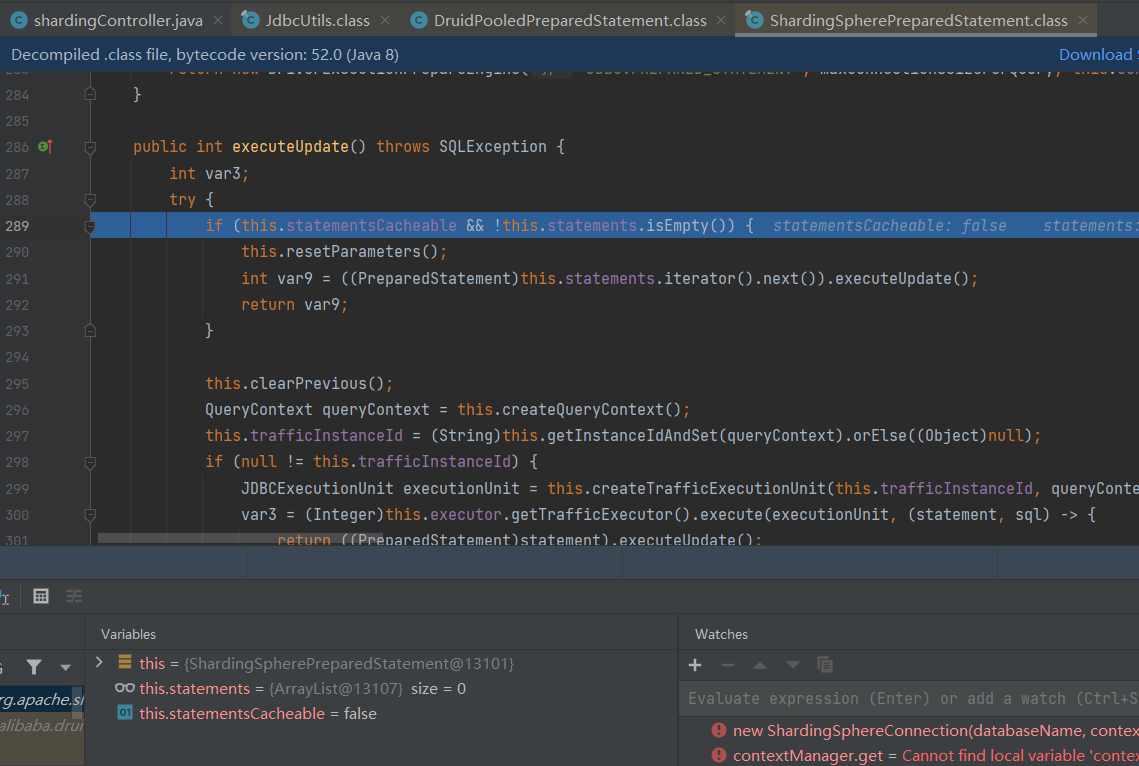 shardingController.java JdbcUtils.class DruidPooledPreparedStatement.class ShardingSpherePreparedStatement.class
Decompiled .class file, bytecode version: 52.0 (Java 8) Download
284 }
285
286 public int executeUpdate() throws SQLException {
287 int var3;
288 try {
289 if (this.statementsCacheable && !this.statements.isEmpty()) { statementsCacheable: false statements:
290 this.resetParameters();
291 int var9 = ((PreparedStatement)this.statements.iterator().next()).executeUpdate();
292 return var9;
293 }
294
295 this.clearPrevious();
296 QueryContext queryContext = this.createQueryContext();
297 this.trafficInstanceId = (String)this.getInstanceIdAndSet(queryContext).orElse((Object)null);
298 if (null != this.trafficInstanceId) {
299 JDBCExecutionUnit executionUnit = this.createTrafficExecutionUnit(this.trafficInstanceId, queryConte
300 var3 = (Integer)this.executor.getTrafficExecutor().execute(executionUnit, (statement, sql) -> {
301 return ((PreparedStatement)statement).executeUpdate();
Variables
this = {ShardingSpherePreparedStatement@13101}
this.statements = {ArrayList@13107} size = 0
this.statementsCacheable = false
rg.apache.sl
alibaba.drui
Watches
Evaluate expression (Enter) or add a watch (Ctrl+S
new ShardingSphereConnection(databaseName, contex
contextManager.get = Cannot find local variable 'contex